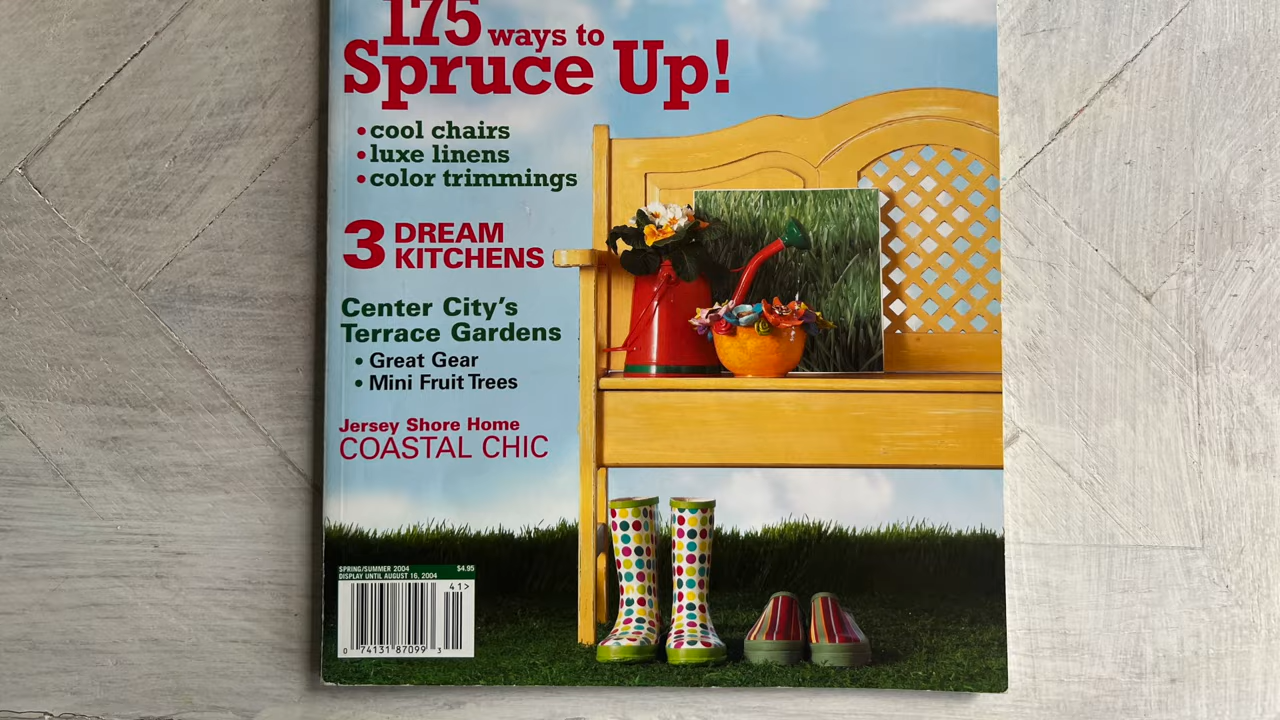 175 ways to
Spruce Up!
• cool chairs
• luxe linens
• color trimmings
3 DREAM
KITCHENS
Center City's
Terrace Gardens
• Great Gear
• Mini Fruit Trees
Jersey Shore Home
COASTAL CHIC
SPRING/SUMMER 2004 $4.95
DISPLAY UNTIL AUGUST 16, 2004
41>
0 74131 87099 3